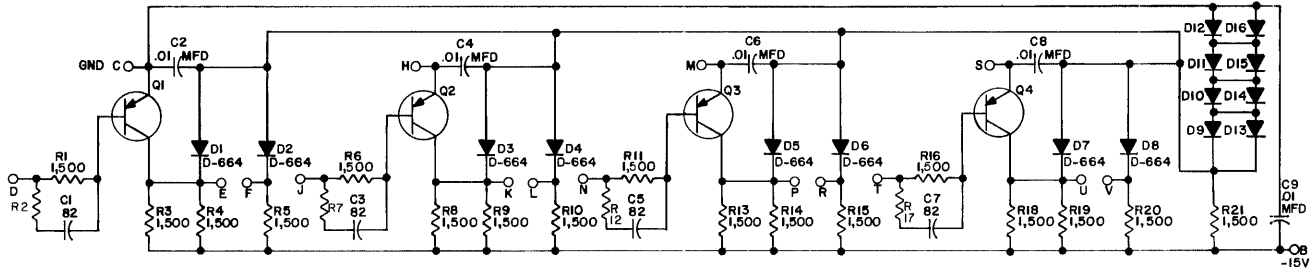 D12 D16
C2
.01 MFD
C4
.01 MFD
C6
.01 MFD
C8
.01 MFD
GND C
H
M
S
D11 D15
Q1
Q2
Q3
Q4
D10 D14
D9 D13
D1
D-664
D2
D-664
D3
D-664
D4
D-664
D5
D-664
D6
D-664
D7
D-664
D8
D-664
R1
1,500
R6
1,500
R11
1,500
R16
1,500
D
E F
J
K L
N
P R
T
U V
R2
C1
82
R7
C3
82
R
12
C5
82
R
17
C7
82
C9
.01
MFD
R3
1,500
R4
1,500
R5
1,500
R8
1,500
R9
1,500
R10
1,500
R13
1,500
R14
1,500
R15
1,500
R18
1,500
R19
1,500
R20
1,500
R21
1,500
B
-15V